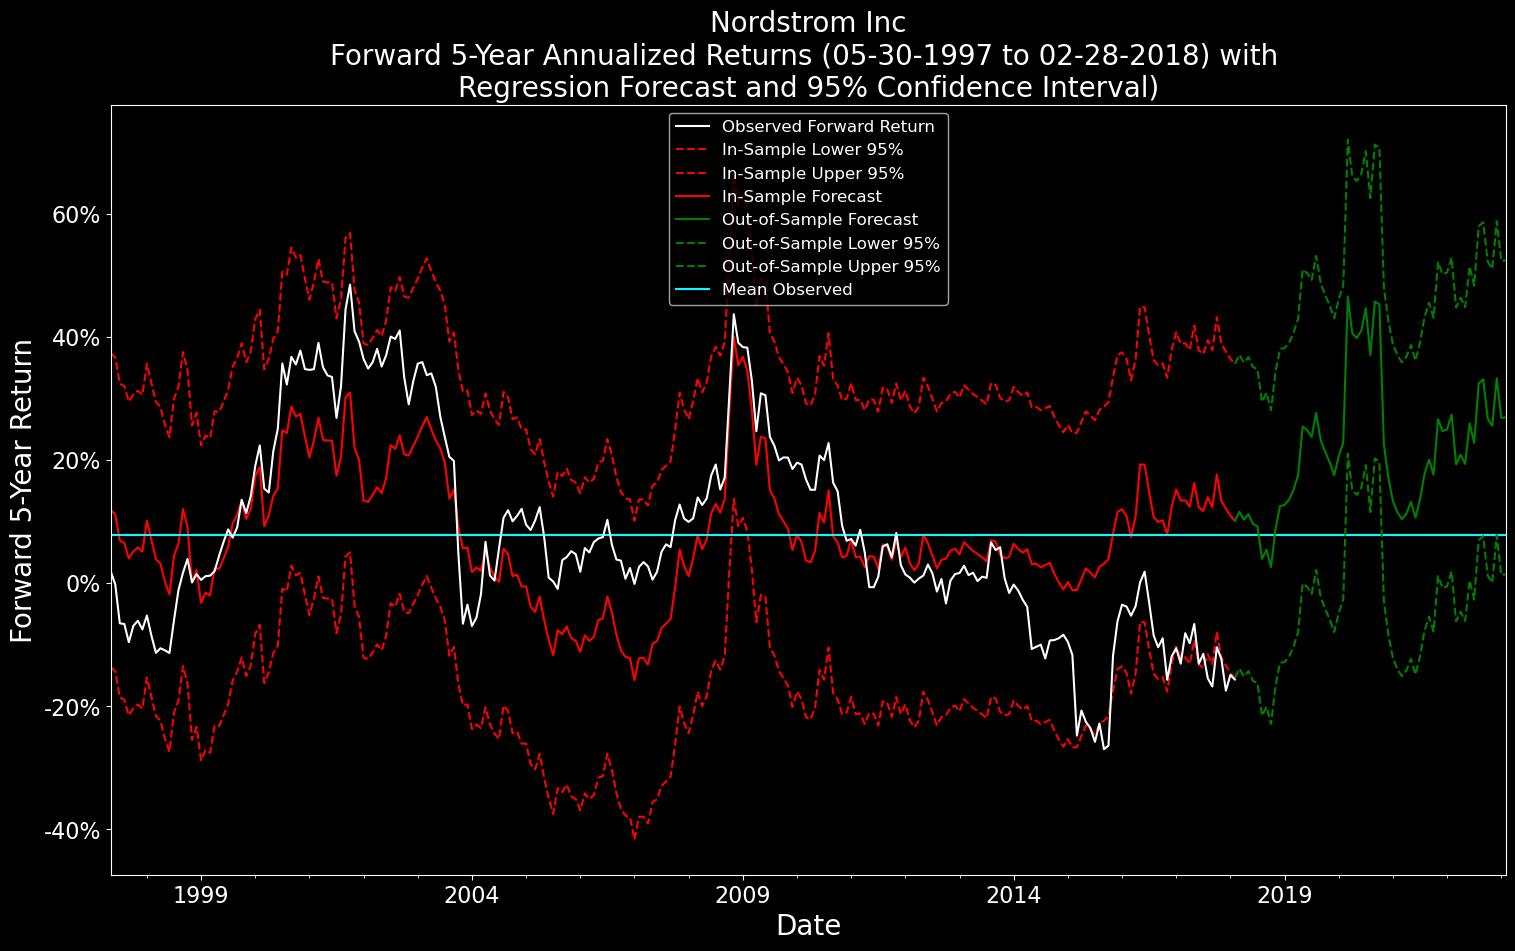 Nordstrom Inc
Forward 5-Year Annualized Returns (05-30-1997 to 02-28-2018) with
Regression Forecast and 95% Confidence Interval)
Observed Forward Return
In-Sample Lower 95%
In-Sample Upper 95%
In-Sample Forecast
Out-of-Sample Forecast
Out-of-Sample Lower 95%
Out-of-Sample Upper 95%
Mean Observed
Forward 5-Year Return
60%
40%
20%
0%
-20%
-40%
1999
2004
2009
2014
2019
Date